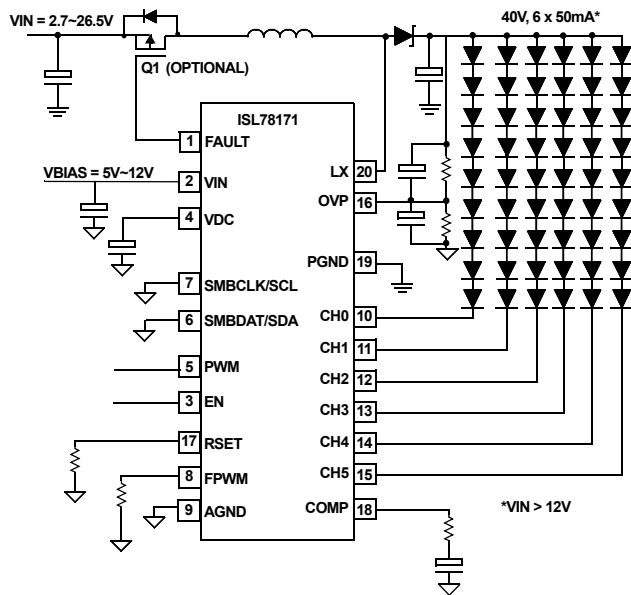 VIN = 2.7~26.5V
40V, 6 x 50mA*
Q1 (OPTIONAL)
ISL78171
1 FAULT
LX 20
VBIAS = 5V~12V
2 VIN
OVP 16
4 VDC
PGND 19
7 SMBCLK/SCL
6 SMBDAT/SDA
CH0 10
CH1 11
5 PWM
CH2 12
3 EN
CH3 13
17 RSET
CH4 14
8 FPWM
CH5 15
9 AGND
COMP 18
*VIN > 12V